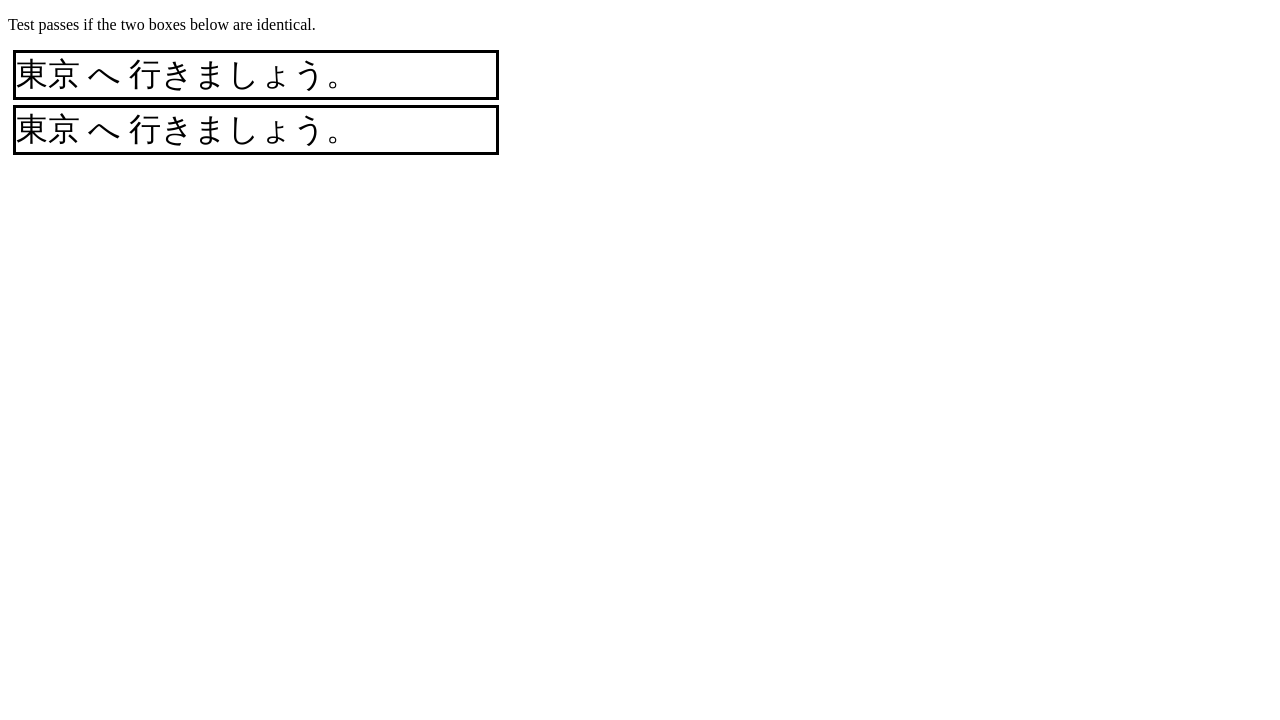 Test passes if the two boxes below are identical.
東京 へ 行きましょう。
東京 へ 行きましょう。